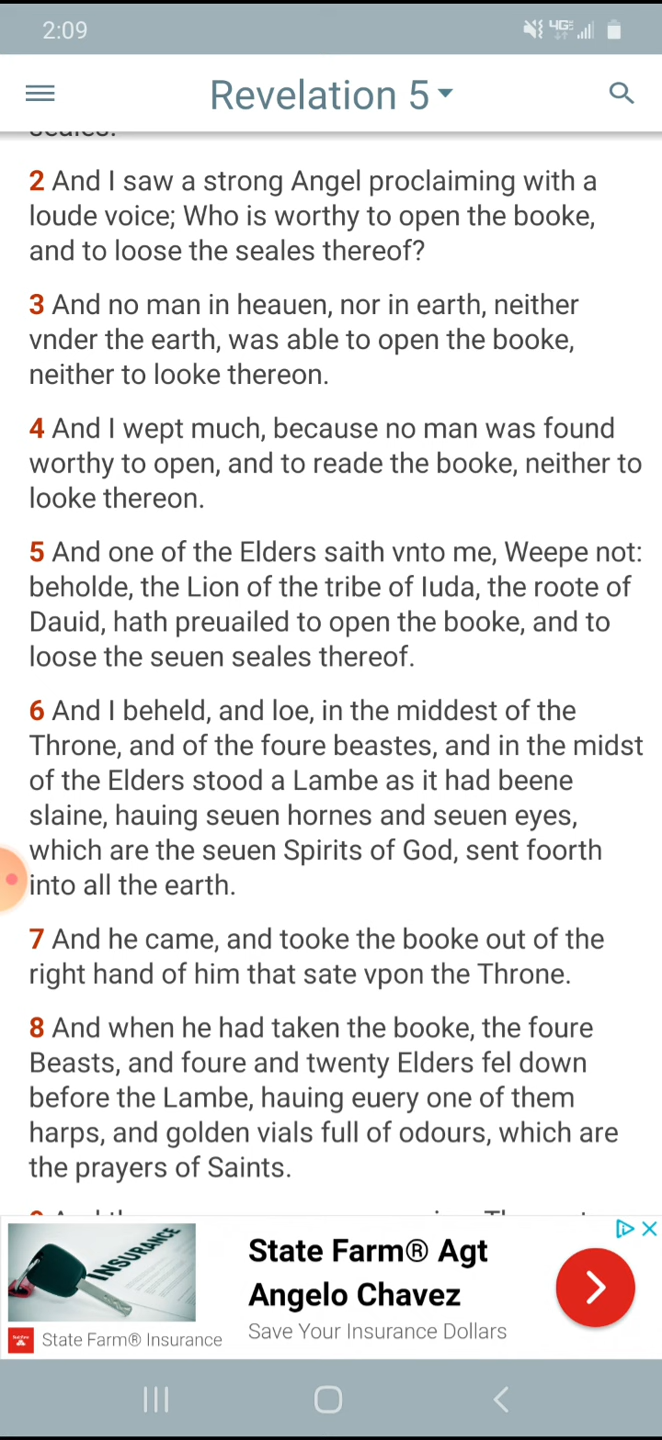 2:09
4GE
Revelation 5
seales.
2 And I saw a strong Angel proclaiming with a
loude voice; Who is worthy to open the booke,
and to loose the seales thereof?
3 And no man in heauen, nor in earth, neither
vnder the earth, was able to open the booke,
neither to looke thereon.
4 And I wept much, because no man was found
worthy to open, and to reade the booke, neither to
looke thereon.
5 And one of the Elders saith vnto me, Weepe not:
beholde, the Lion of the tribe of Iuda, the roote of
Dauid, hath preuailed to open the booke, and to
loose the seuen seales thereof.
6 And I beheld, and loe, in the middest of the
Throne, and of the foure beastes, and in the midst
of the Elders stood a Lambe as it had beene
slaine, hauing seuen hornes and seuen eyes,
which are the seuen Spirits of God, sent foorth
into all the earth.
7 And he came, and tooke the booke out of the
right hand of him that sate vpon the Throne.
8 And when he had taken the booke, the foure
Beasts, and foure and twenty Elders fel down
before the Lambe, hauing euery one of them
harps, and golden vials full of odours, which are
the prayers of Saints.
INSURANCE
State Farm® Agt
Angelo Chavez
Save Your Insurance Dollars
State Farm® Insurance